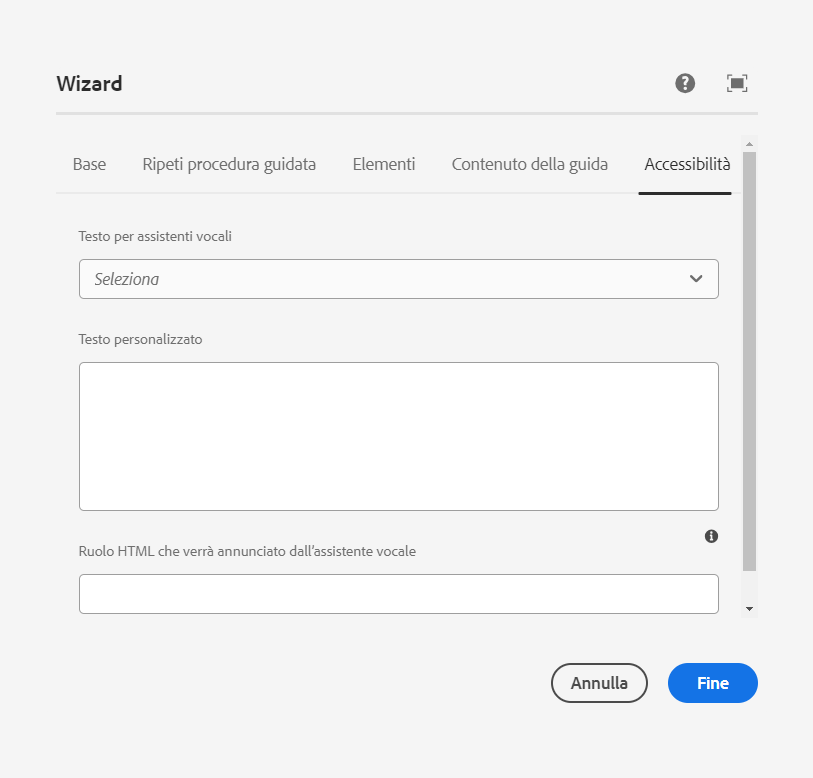 Wizard
Base Ripeti procedura guidata Elementi Contenuto della guida Accessibilità
Testo per assistenti vocali
Seleziona
Testo personalizzato
Ruolo HTML che verrà annunciato dall’assistente vocale
Annulla Fine